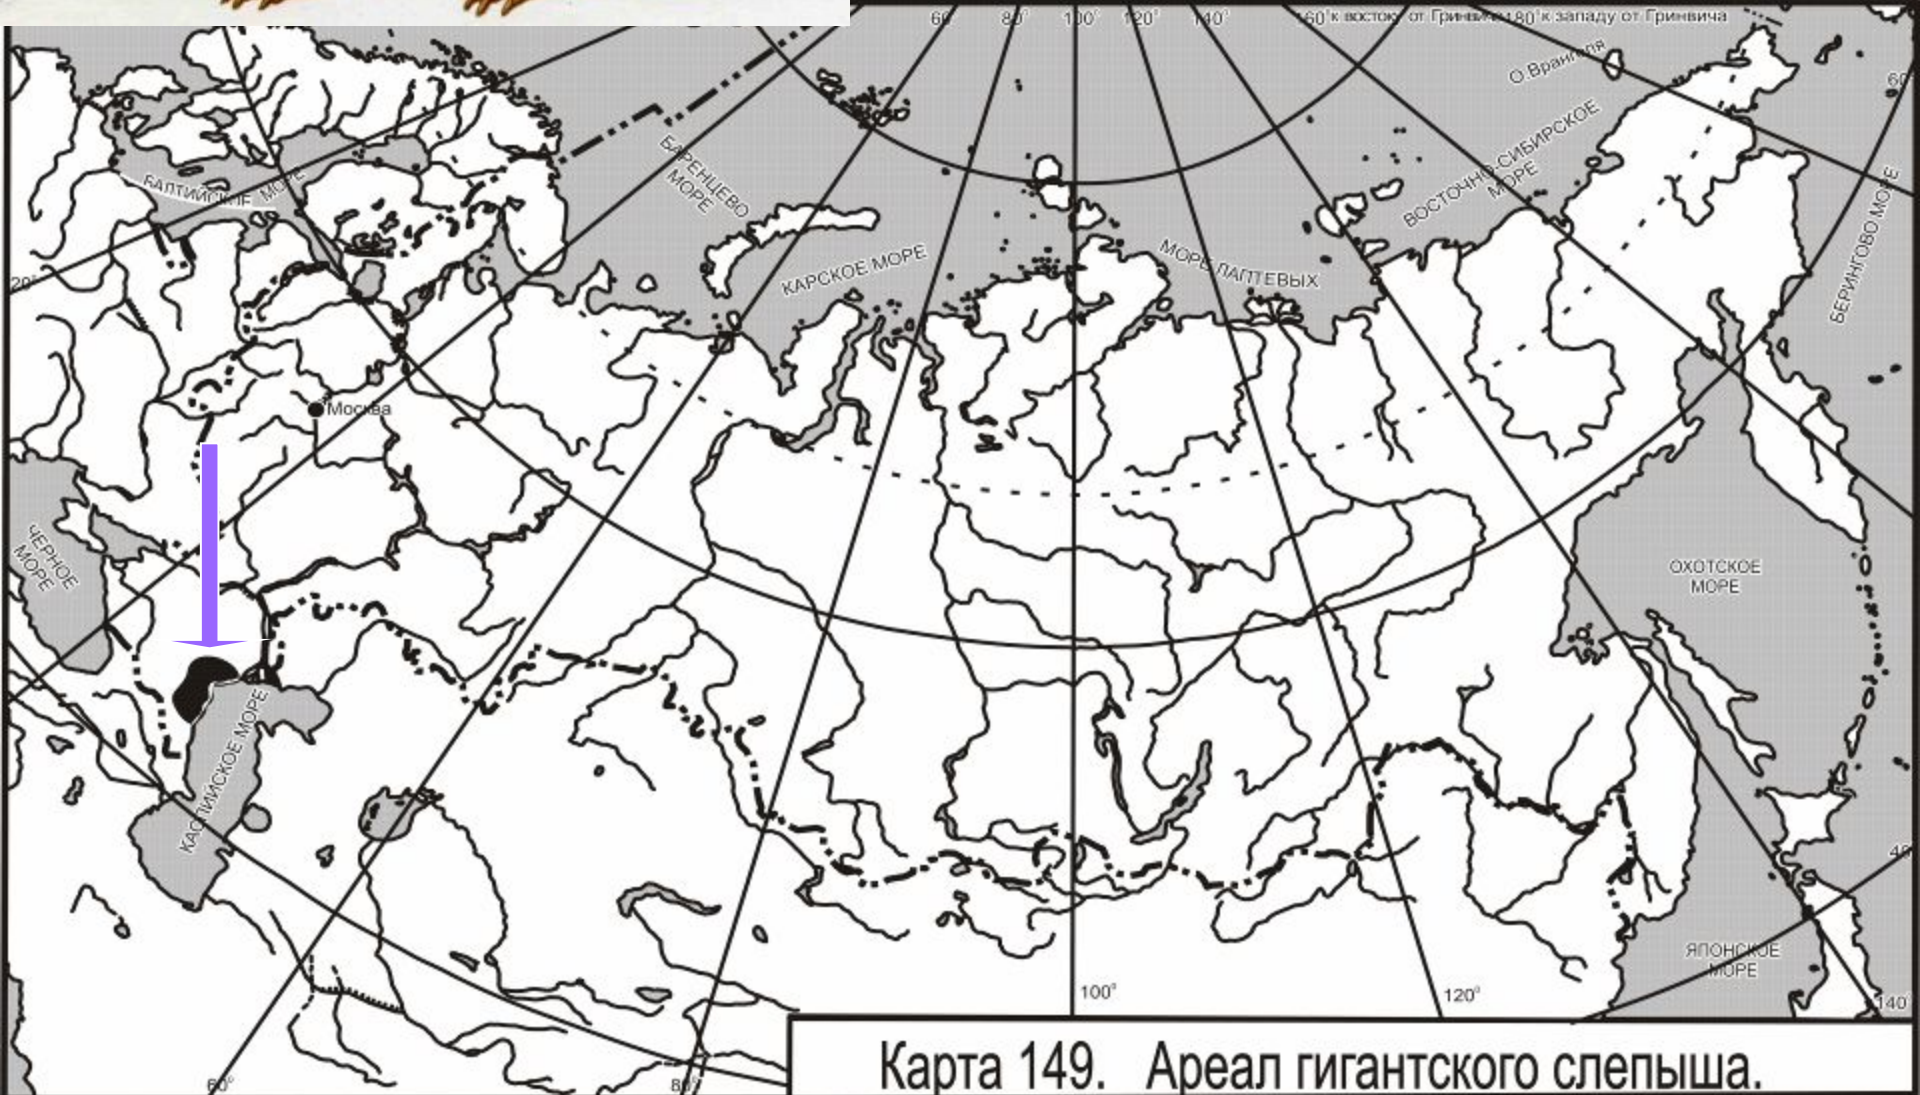 60° 80° 100° 120° 140° 160°к востоку от Гринвича 180°к западу от Гринвича
О.Врангеля
60
БАРЕНЦЕВО
МОРЕ
ВОСТОЧНО-СИБИРСКОЕ
МОРЕ
БАЛТИЙСКОЕ МОРЕ
КАРСКОЕ МОРЕ
МОРЕ ЛАПТЕВЫХ
БЕРИНГОВО МОРЕ
20°
Москва
ЧЕРНОЕ
МОРЕ
ОХОТСКОЕ
МОРЕ
КАСПИЙСКОЕ МОРЕ
40
ЯПОНСКОЕ
МОРЕ
100°
120°
140°
60°
80°
Карта 149. Ареал гигантского слепыша.